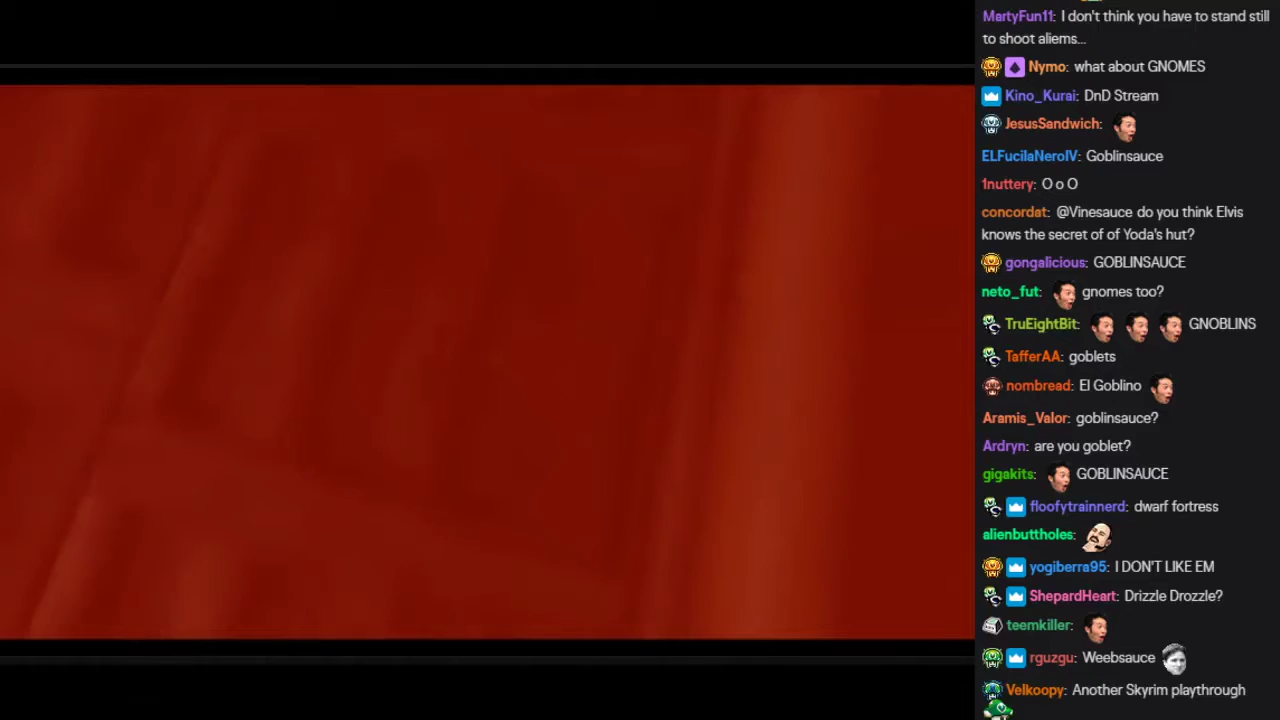 MartyFun11: I don't think you have to stand still
to shoot aliems...
Nymo: what about GNOMES
Kino_Kurai: DnD Stream
JesusSandwich:
ELFucilaNeroIV: Goblinsauce
1nuttery: O o O
concordat: @Vinesauce do you think Elvis
knows the secret of of Yoda's hut?
gongalicious: GOBLINSAUCE
neto_fut: gnomes too?
TruEightBit: GNOBLINS
TafferAA: goblets
nombread: El Goblino
Aramis_Valor: goblinsauce?
Ardryn: are you goblet?
gigakits: GOBLINSAUCE
floofytrainnerd: dwarf fortress
alienbuttholes:
yogiberra95: I DON'T LIKE EM
ShepardHeart: Drizzle Drozzle?
teemkiller:
rguzgu: Weebsauce
Velkoopy: Another Skyrim playthrough